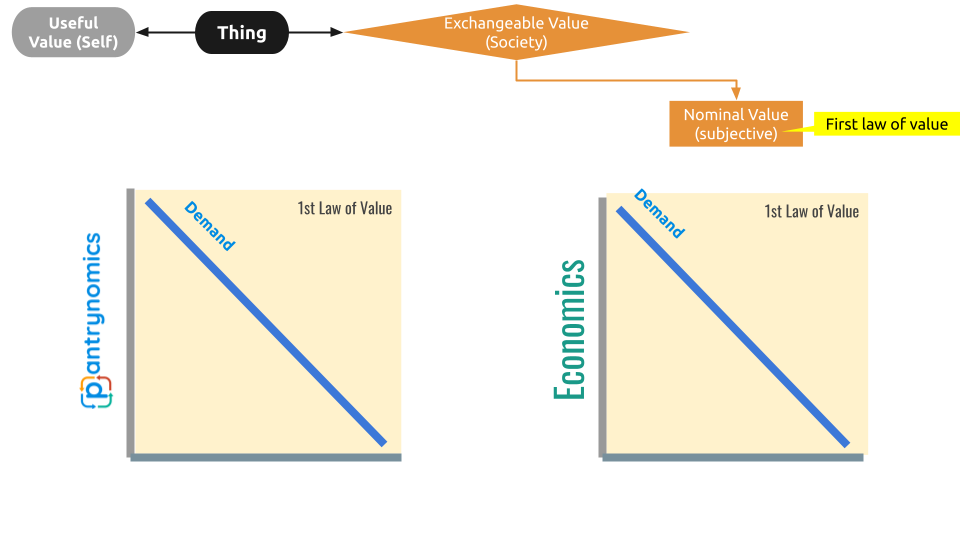 Useful
Value (Self)
Thing
Exchangeable Value
(Society)
Nominal Value
(subjective)
First law of value
1st Law of Value
Demand
pantrynomics
1st Law of Value
Demand
Economics